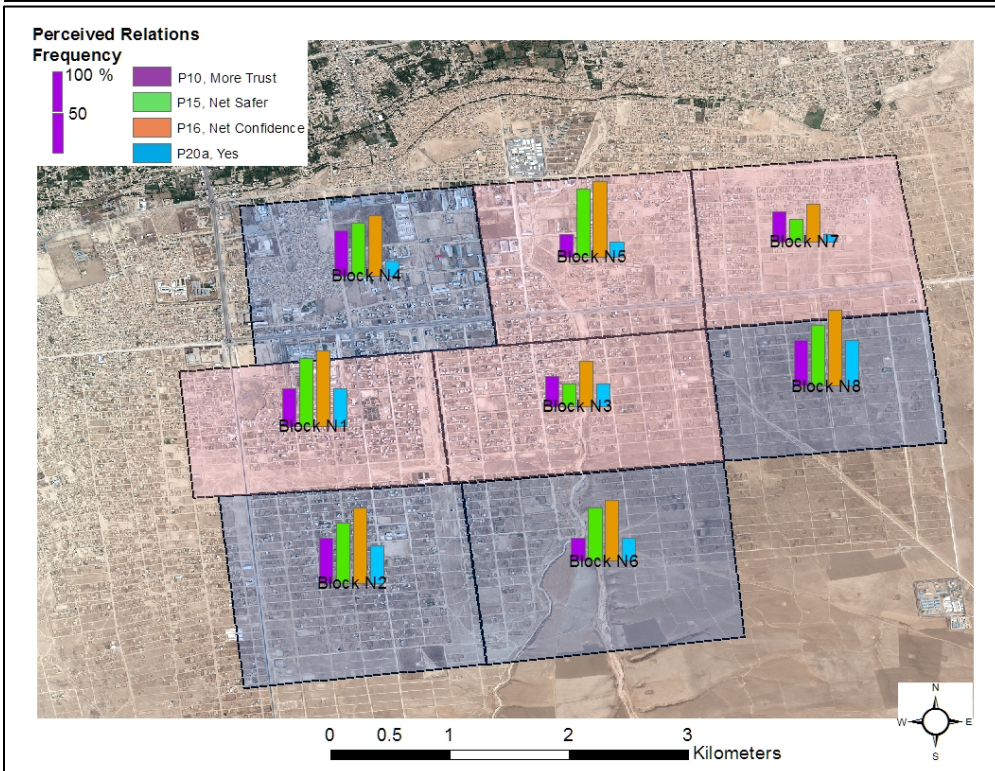 Perceived Relations
Frequency
100 %
50
P10, More Trust
P15, Net Safer
P16, Net Confidence
P20a, Yes
Block N4
Block N5
Block N7
Block N1
Block N3
Block N8
Block N2
Block N6
N
W E
S
0 0.5 1 2 3
Kilometers